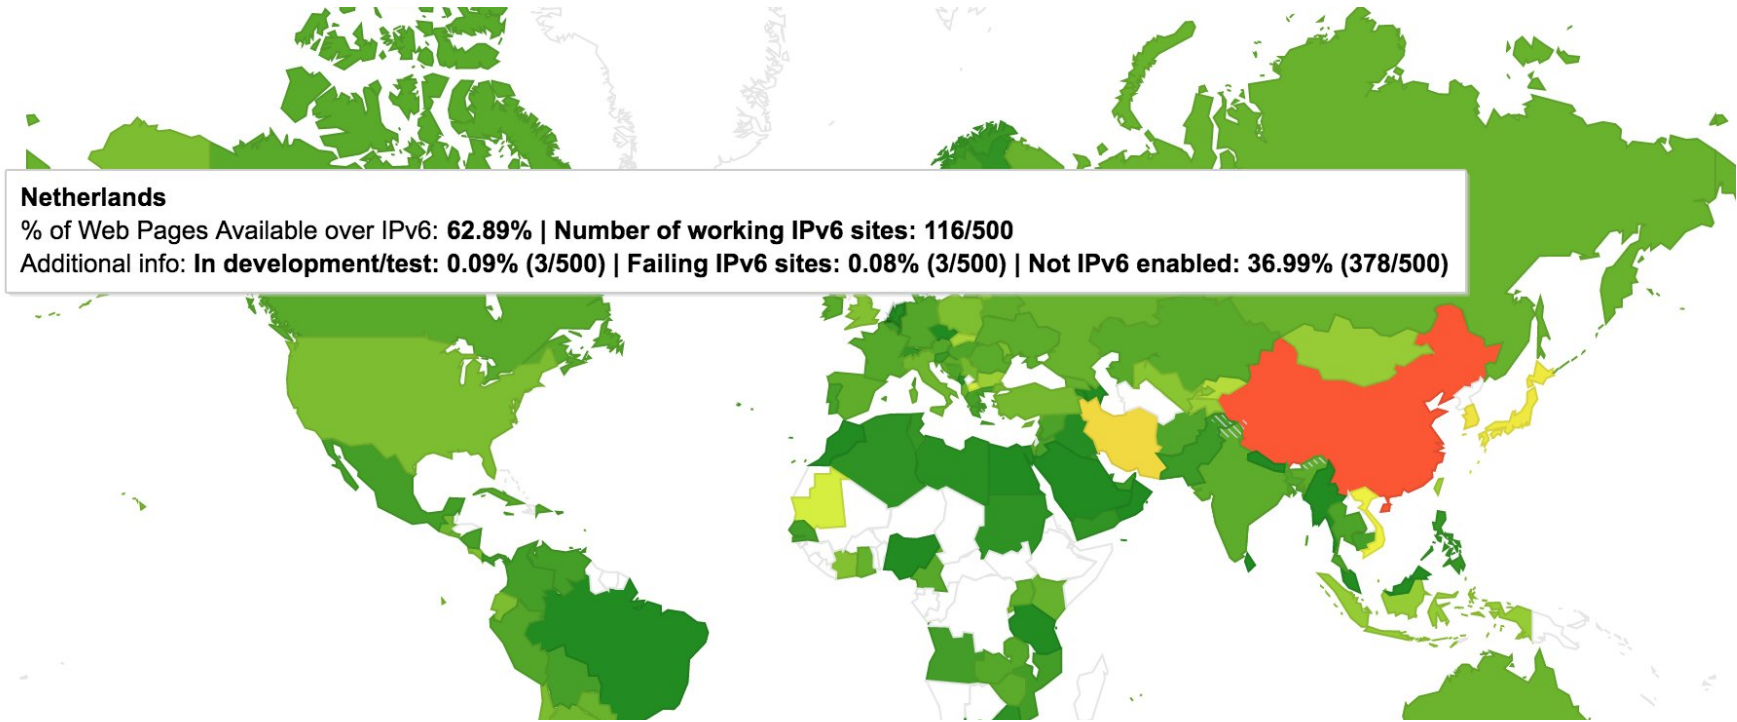 Netherlands
% of Web Pages Available over IPv6: 62.89% | Number of working IPv6 sites: 116/500
Additional info: In development/test: 0.09% (3/500) | Failing IPv6 sites: 0.08% (3/500) | Not IPv6 enabled: 36.99% (378/500)